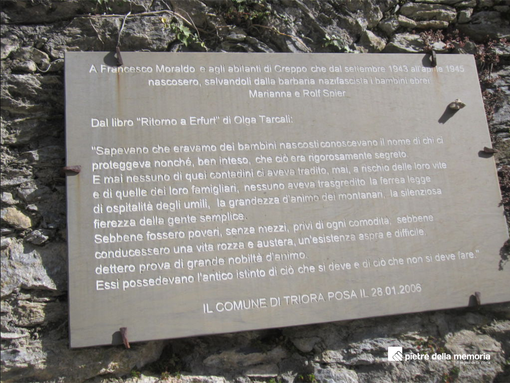 A Francesco Moraldo e agli abitanti di Creppo che dal settembre 1943 all'aprile 1945
nascosero, salvandoli dalla barbarie nazifascista i bambini ebrei
Marianna e Rolf Spier
Dal libro "Ritorno a Erfurt" di Olga Tarcali:
"Sapevano che eravamo dei bambini nascosti conoscevano il nome di chi ci
proteggeva nonché, ben inteso, che ciò era rigorosamente segreto.
E mai nessuno di quei contadini ci aveva tradito, mai, a rischio delle loro vite
e di quelle dei loro famigliari, nessuno aveva trasgredito la ferrea legge
di ospitalità degli umili, la grandezza d'animo dei montanari, la silenziosa
fierezza delle gente semplice.
Sebbene fossero poveri, senza mezzi, privi di ogni comodità, sebbene
conducessero una vita rozza e austera, un'esistenza aspra e difficile
dettero prova di grande nobiltà d'animo.
Essi possedevano l'antico istinto di ciò che si deve e di ciò che non si deve fare."
IL COMUNE DI TRIORA POSA IL 28.01.2006
pietre della memoria